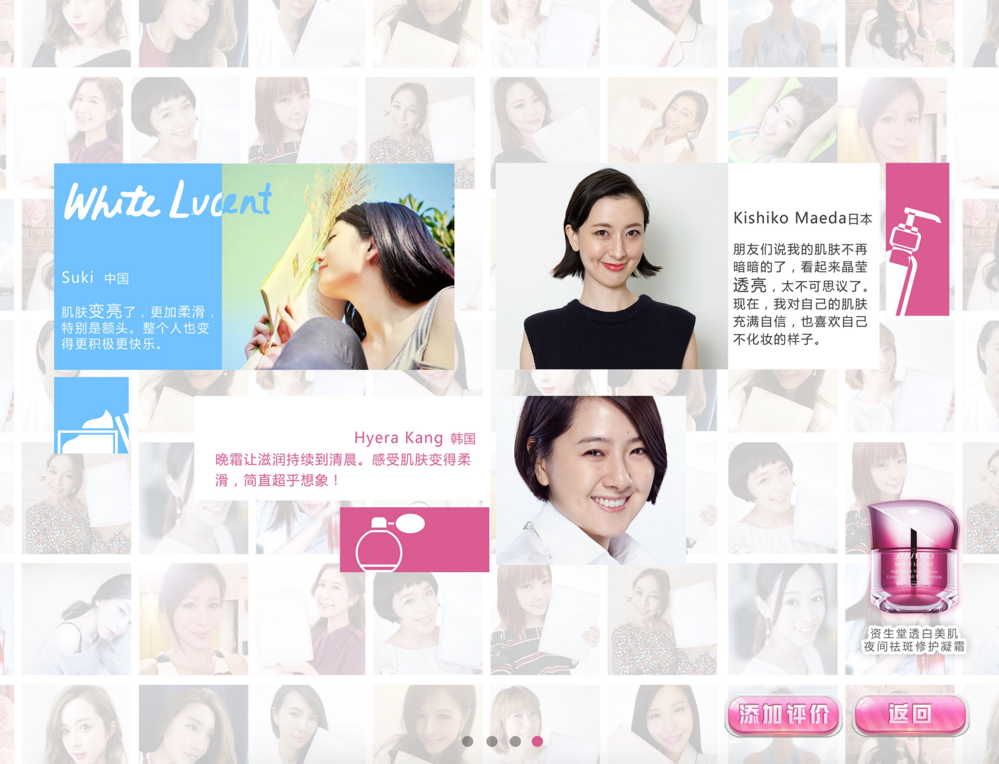 White Lucent
Suki 中国
肌肤变亮了，更加柔滑，
特别是额头。整个人也变
得更积极更快乐。
Kishiko Maeda日本
朋友们说我的肌肤不再
暗暗的了，看起来晶莹
透亮，太不可思议了。
现在，我对自己的肌肤
充满自信，也喜欢自己
不化妆的样子。
Hyera Kang 韩国
晚霜让滋润持续到清晨。感受肌肤变得柔
滑，简直超乎想象！
SHISEIDO
WHITE LUCENT
资生堂透白美肌
夜间祛斑修护凝霜
添加评价
返回